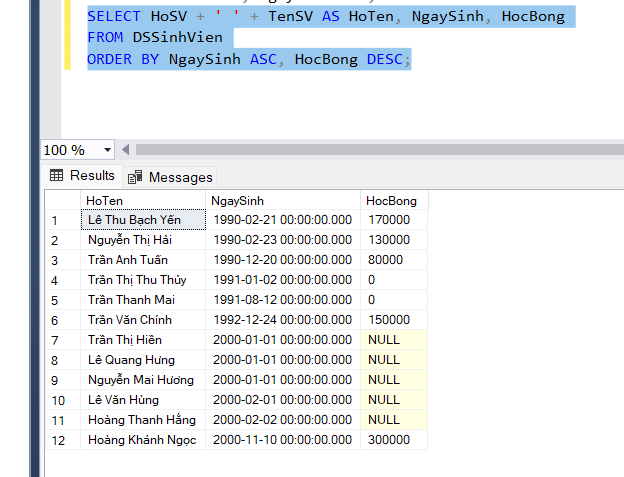 SELECT HoSV + ' ' + TenSV AS HoTen, NgaySinh, HocBong
FROM DSSinhVien
ORDER BY NgaySinh ASC, HocBong DESC;
100 %
Results Messages
HoTen NgaySinh HocBong
1 Lê Thu Bạch Yến 1990-02-21 00:00:00.000 170000
2 Nguyễn Thị Hải 1990-02-23 00:00:00.000 130000
3 Trần Anh Tuấn 1990-12-20 00:00:00.000 80000
4 Trần Thị Thu Thủy 1991-01-02 00:00:00.000 0
5 Trần Thanh Mai 1991-08-12 00:00:00.000 0
6 Trần Văn Chính 1992-12-24 00:00:00.000 150000
7 Trần Thị Hiền 2000-01-01 00:00:00.000 NULL
8 Lê Quang Hưng 2000-01-01 00:00:00.000 NULL
9 Nguyễn Mai Hương 2000-01-01 00:00:00.000 NULL
10 Lê Văn Hùng 2000-02-01 00:00:00.000 NULL
11 Hoàng Thanh Hằng 2000-02-02 00:00:00.000 NULL
12 Hoàng Khánh Ngọc 2000-11-10 00:00:00.000 300000